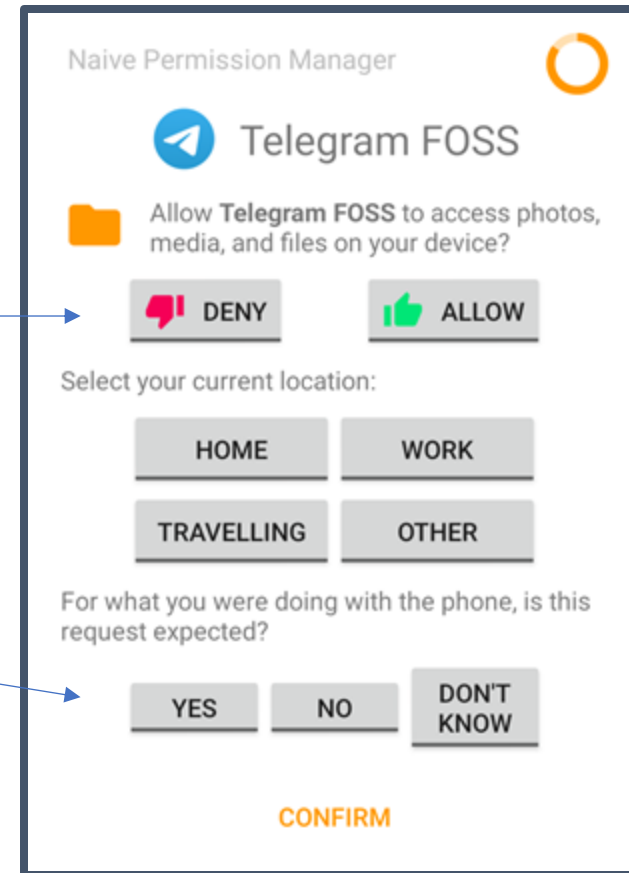 Naive Permission Manager
Telegram FOSS
Allow Telegram FOSS to access photos,
media, and files on your device?
DENY ALLOW
Select your current location:
HOME WORK
TRAVELLING OTHER
For what you were doing with the phone, is this
request expected?
YES NO DON'T KNOW
CONFIRM